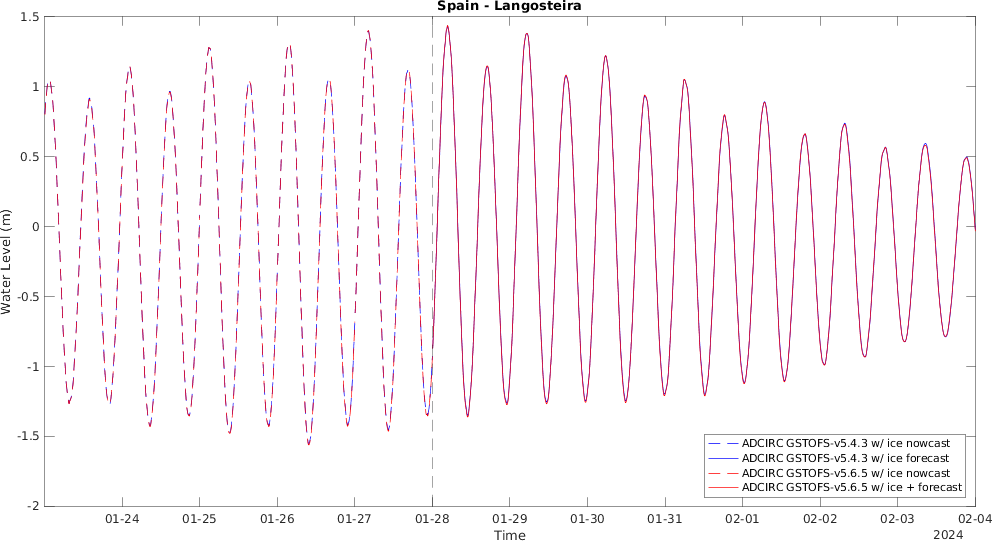 Spain - Langosteira
1.5
1
0.5
0
-0.5
-1
-1.5
-2
Water Level (m)
01-24 01-25 01-26 01-27 01-28 01-29 01-30 01-31 02-01 02-02 02-03 02-04
Time
2024
ADCIRC GSTOFS-v5.4.3 w/ ice nowcast
ADCIRC GSTOFS-v5.4.3 w/ ice forecast
ADCIRC GSTOFS-v5.6.5 w/ ice nowcast
ADCIRC GSTOFS-v5.6.5 w/ ice + forecast